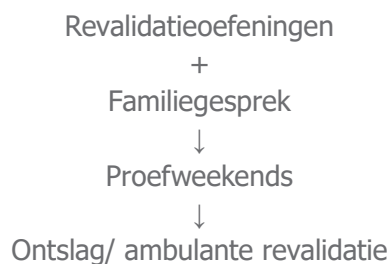 Revalidatieoefeningen
+
Familiegesprek
↓
Proefweekends
↓
Ontslag/ ambulante revalidatie